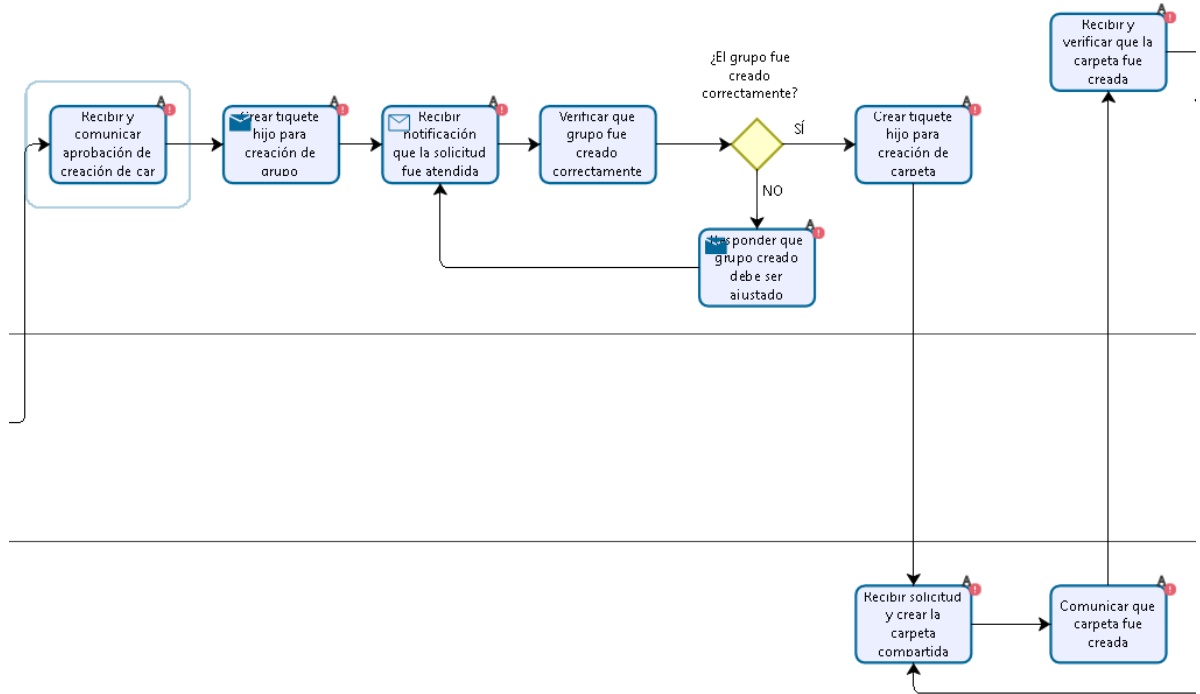 Recibir y
verificar que la
carpeta fue
creada
¿El grupo fue
creado
correctamente?
Recibir y
comunicar
aprobación de
creación de car
Crear tiquete
hijo para
creación de
grupo
Recibir
notificación
que la solicitud
fue atendida
Verificar que
grupo fue
creado
correctamente
SÍ
Crear tiquete
hijo para
creación de
carpeta
NO
Responder que
grupo creado
debe ser
ajustado
Recibir solicitud
y crear la
carpeta
compartida
Comunicar que
carpeta fue
creada